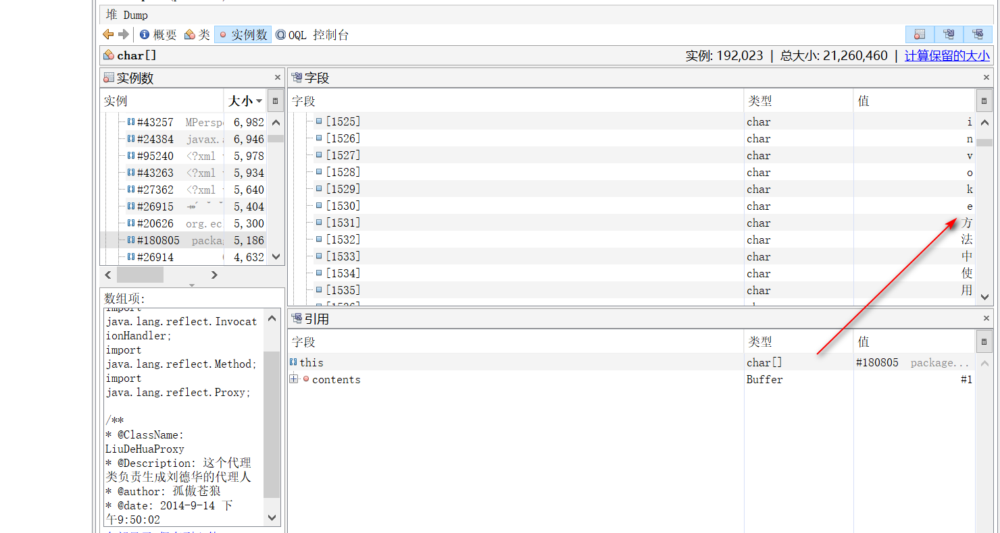 堆 Dump
概要 类 实例数 OQL 控制台
char[] 实例: 192,023 | 总大小: 21,260,460 | 计算保留的大小
实例数
实例 大小
#43257 MPersp 6,982
#24384 javax. 6,946
#95240 <?xml 5,978
#43263 <?xml 5,934
#27362 <?xml 5,640
#26915 5,404
#20626 org.ec 5,300
#180805 packa 5,186
#26914 4,632
数组项:
import
java.lang.reflect.Invocat
ionHandler;
import
java.lang.reflect.Method;
import
java.lang.reflect.Proxy;
/**
* @ClassName:
LiuDeHuaProxy
* @Description: 这个代理
类负责生成刘德华的代理人
* @author: 孤傲苍狼
* @date: 2014-9-14 下
午9:50:02
字段
字段 类型 值
[1525] char i
[1526] char n
[1527] char v
[1528] char o
[1529] char k
[1530] char e
[1531] char 方
[1532] char 法
[1533] char 中
[1534] char 使
[1535] char 用
引用
字段 类型 值
this char[] #180805 package...
contents Buffer #1